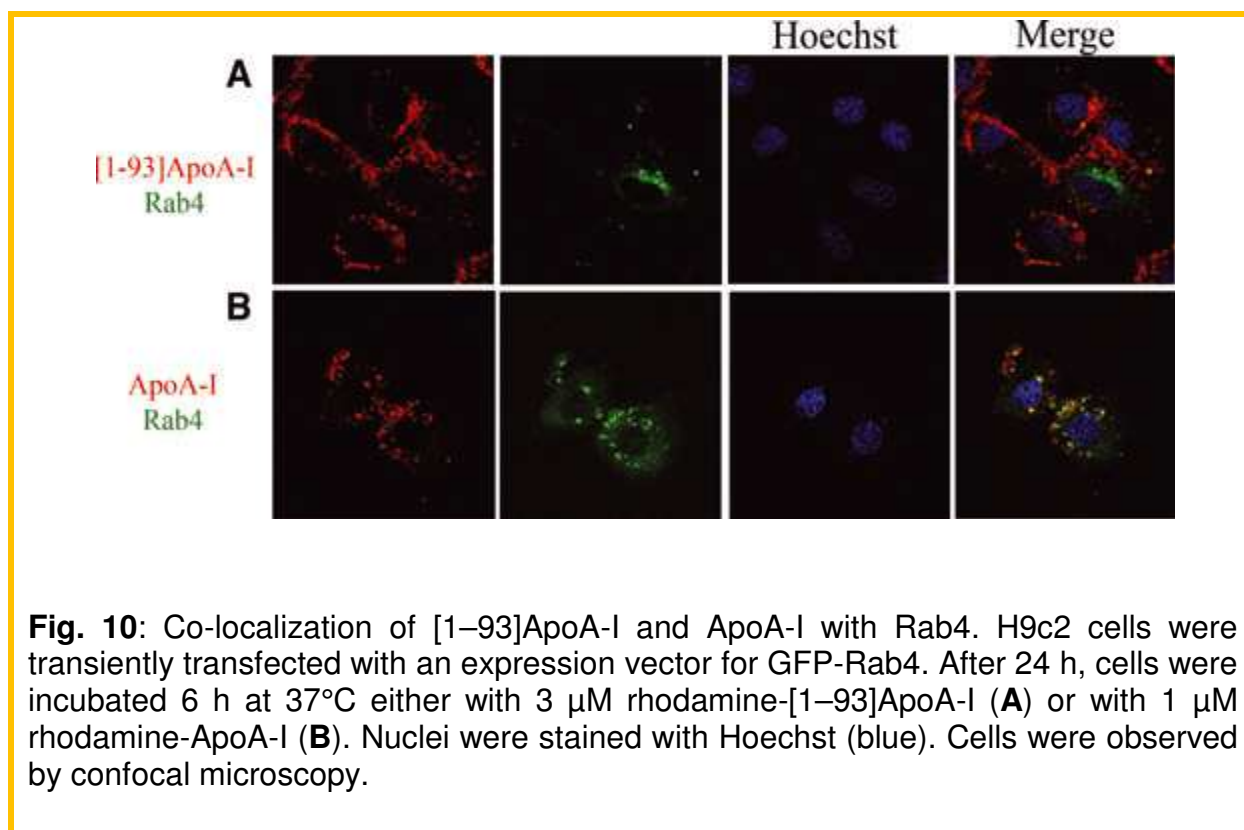 Hoechst Merge
A
[1-93]ApoA-I
Rab4
B
ApoA-I
Rab4
Fig. 10: Co-localization of [1–93]ApoA-I and ApoA-I with Rab4. H9c2 cells were
transiently transfected with an expression vector for GFP-Rab4. After 24 h, cells were
incubated 6 h at 37°C either with 3 µM rhodamine-[1–93]ApoA-I (A) or with 1 µM
rhodamine-ApoA-I (B). Nuclei were stained with Hoechst (blue). Cells were observed
by confocal microscopy.